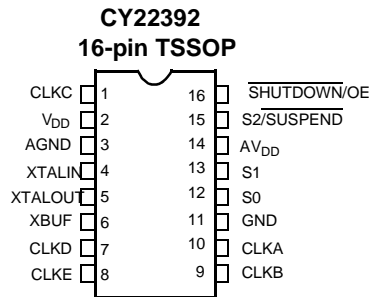 CY22392
16-pin TSSOP
CLKC 1 16 SHUTDOWN/OE
VDD 2 15 S2/SUSPEND
AGND 3 14 AVDD
XTALIN 4 13 S1
XTALOUT 5 12 S0
XBUF 6 11 GND
CLKD 7 10 CLKA
CLKE 8 9 CLKB